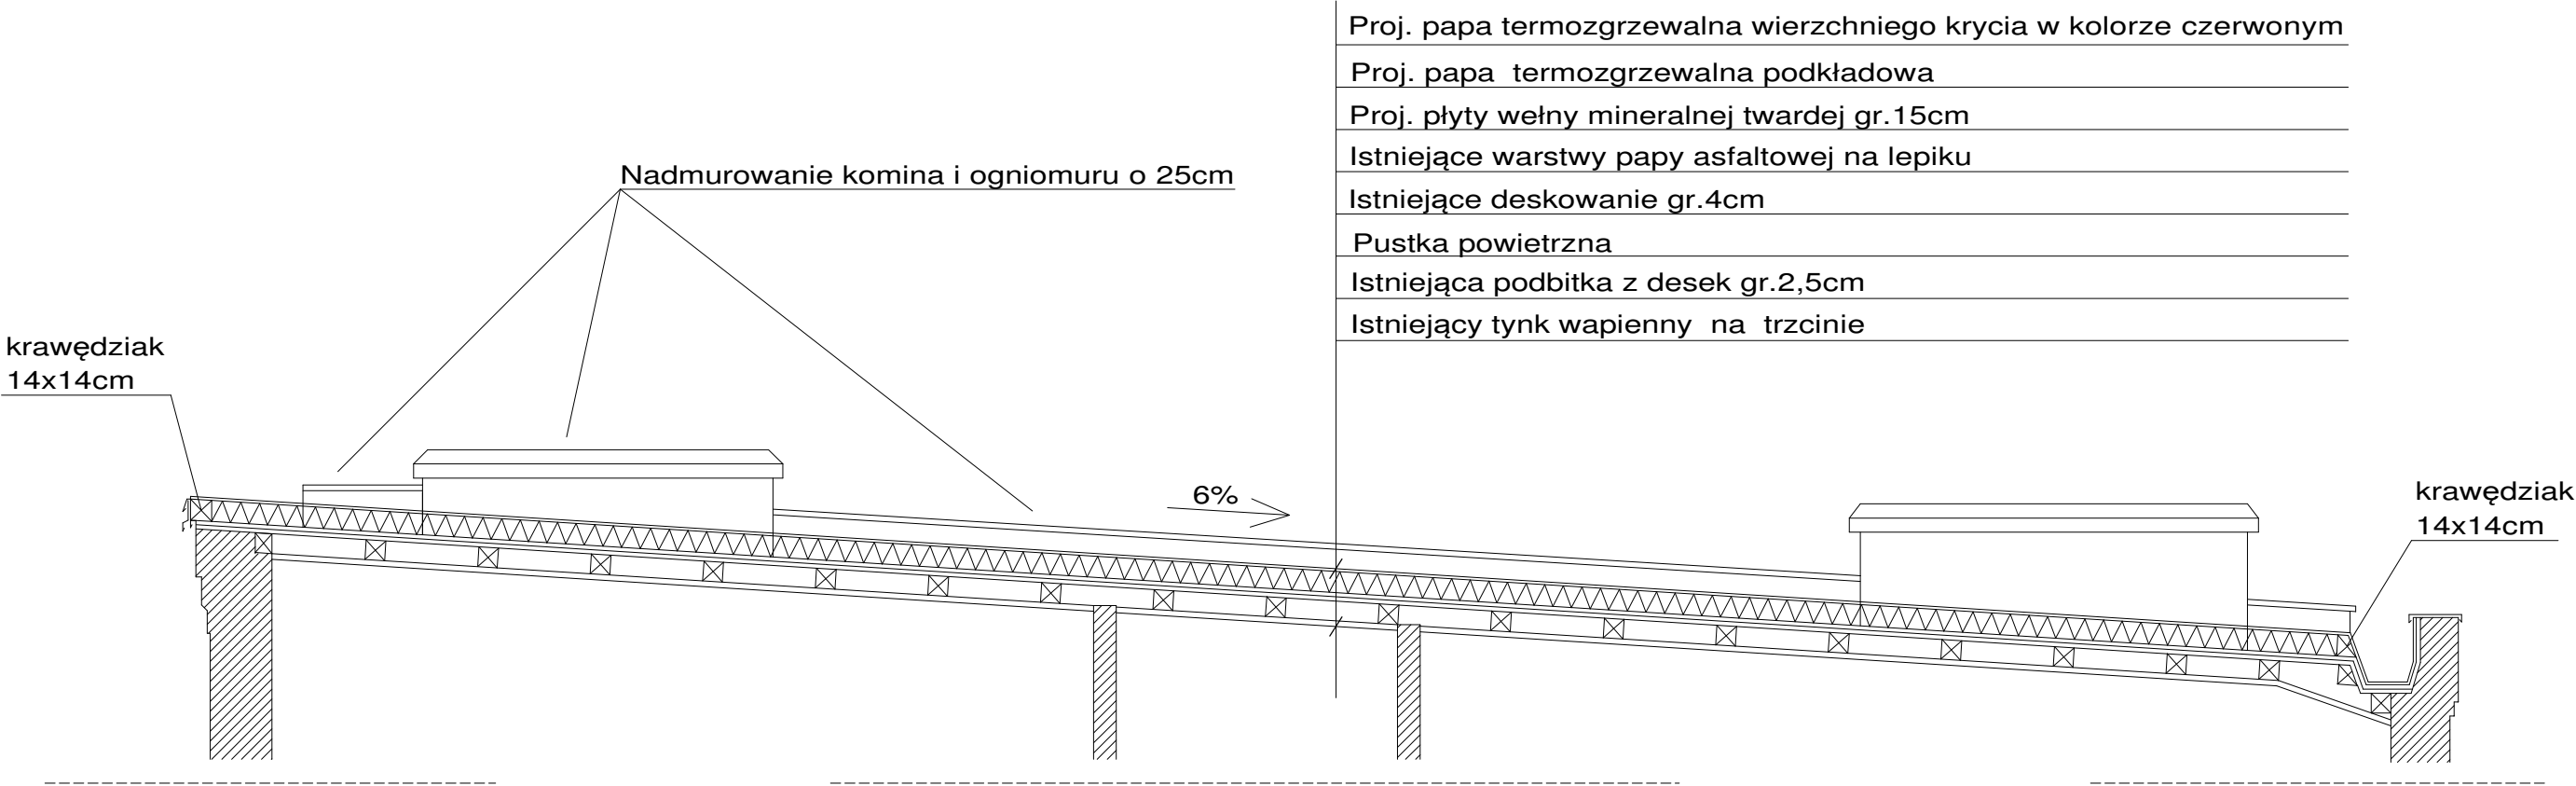 Proj. papa termozgrzewalna wierzchniego krycia w kolorze czerwonym
Proj. papa termozgrzewalna podkładowa
Proj. płyty wełny mineralnej twardej gr.15cm
Istniejące warstwy papy asfaltowej na lepiku
Istniejące deskowanie gr.4cm
Pustka powietrzna
Istniejąca podbitka z desek gr.2,5cm
Istniejący tynk wapienny na trzcinie
Nadmurowanie komina i ogniomuru o 25cm
krawędziak
14x14cm
6%
krawędziak
14x14cm